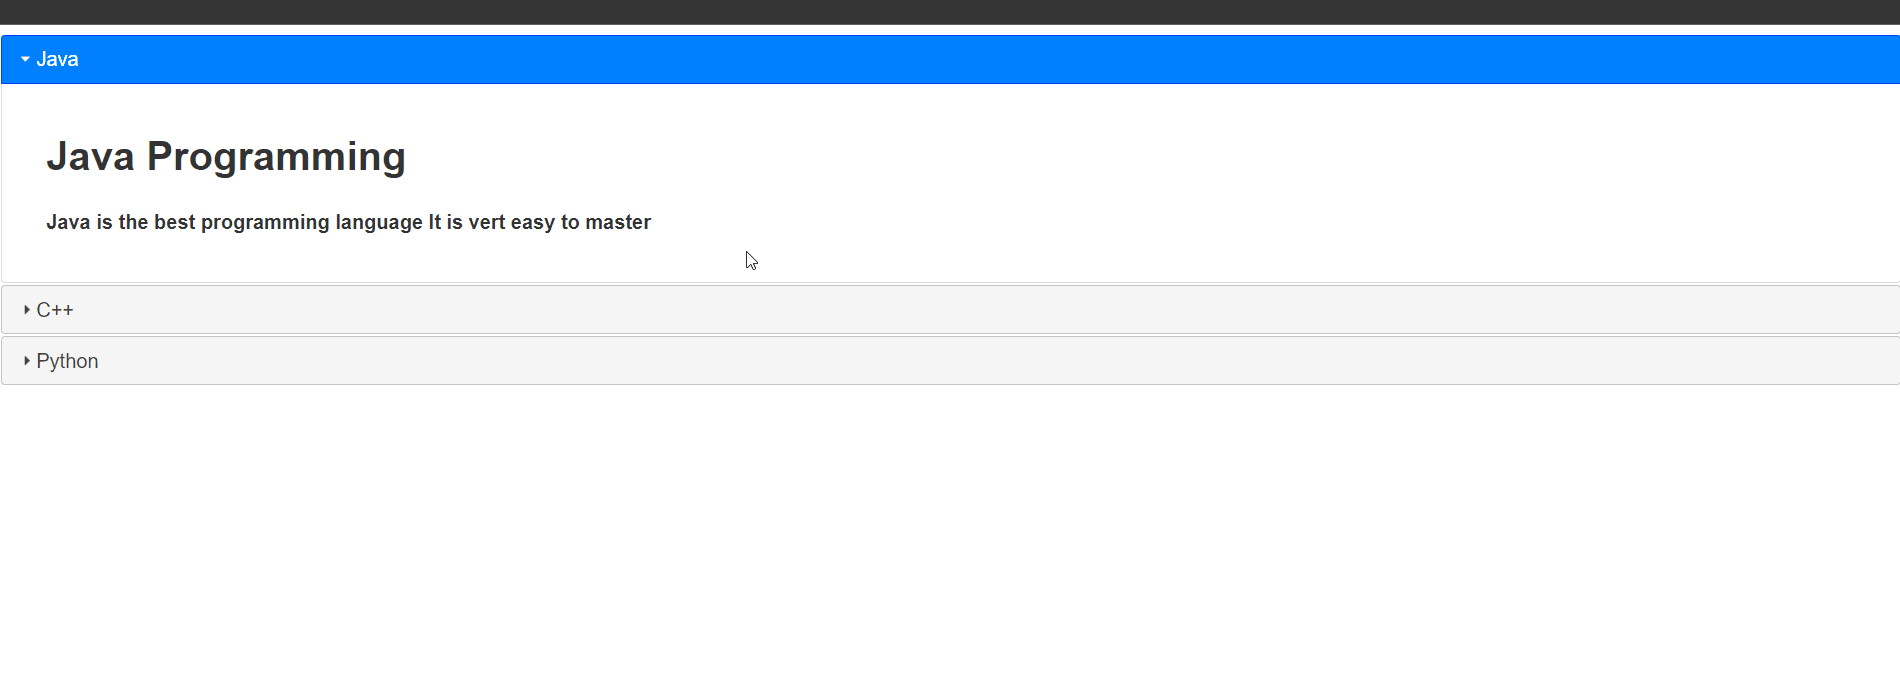 Java
Java Programming
Java is the best programming language It is vert easy to master
C++
Python